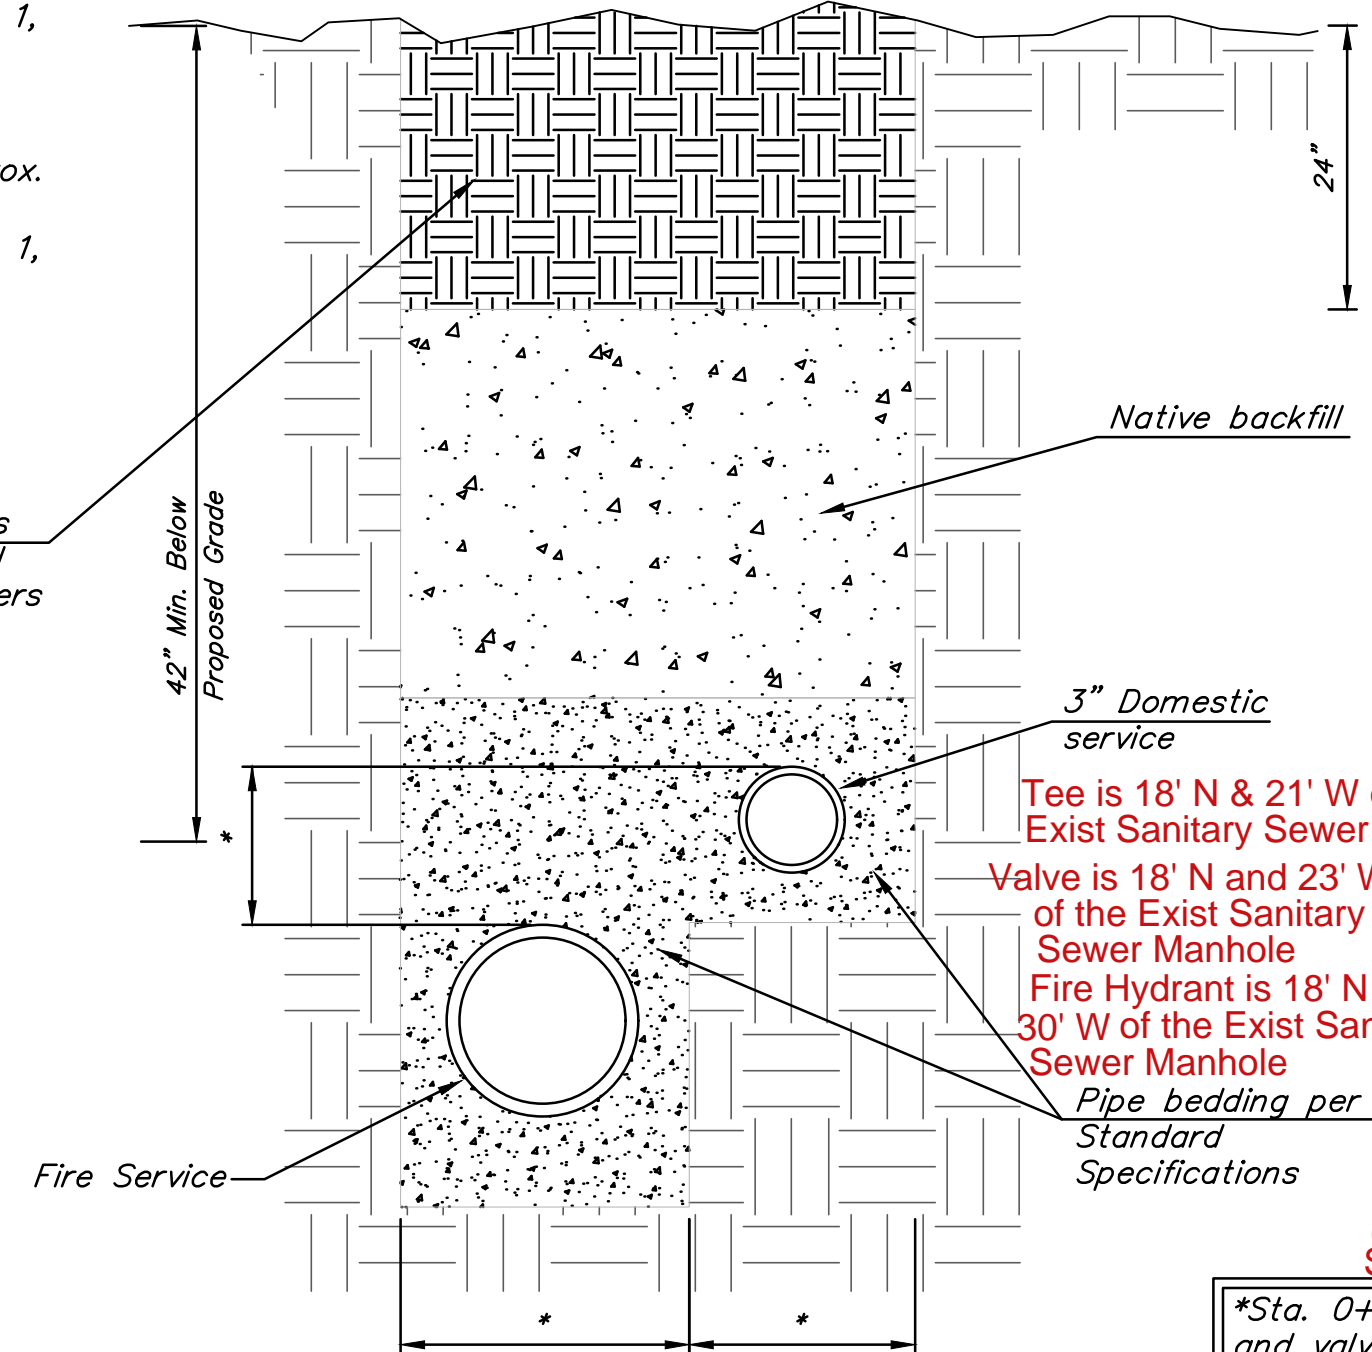 1,
ox.
1,
24"
Native backfill
s
ers
42" Min. Below
Proposed Grade
3" Domestic
service
Tee is 18' N & 21' W
Exist Sanitary Sewer
Valve is 18' N and 23' W
of the Exist Sanitary
Sewer Manhole
Fire Hydrant is 18' N
30' W of the Exist San
Sewer Manhole
*
Pipe bedding per
Standard
Specifications
Fire Service
S
*
*
*Sta. 0+
and valv